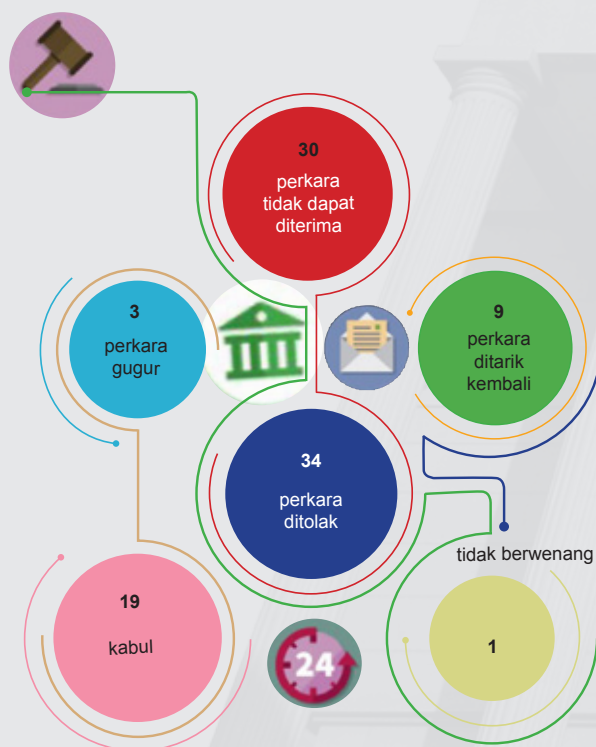 30
perkara
tidak dapat
diterima
3
perkara
gugur
9
perkara
ditarik
kembali
34
perkara
ditolak
tidak berwenang
19
kabul
1
24